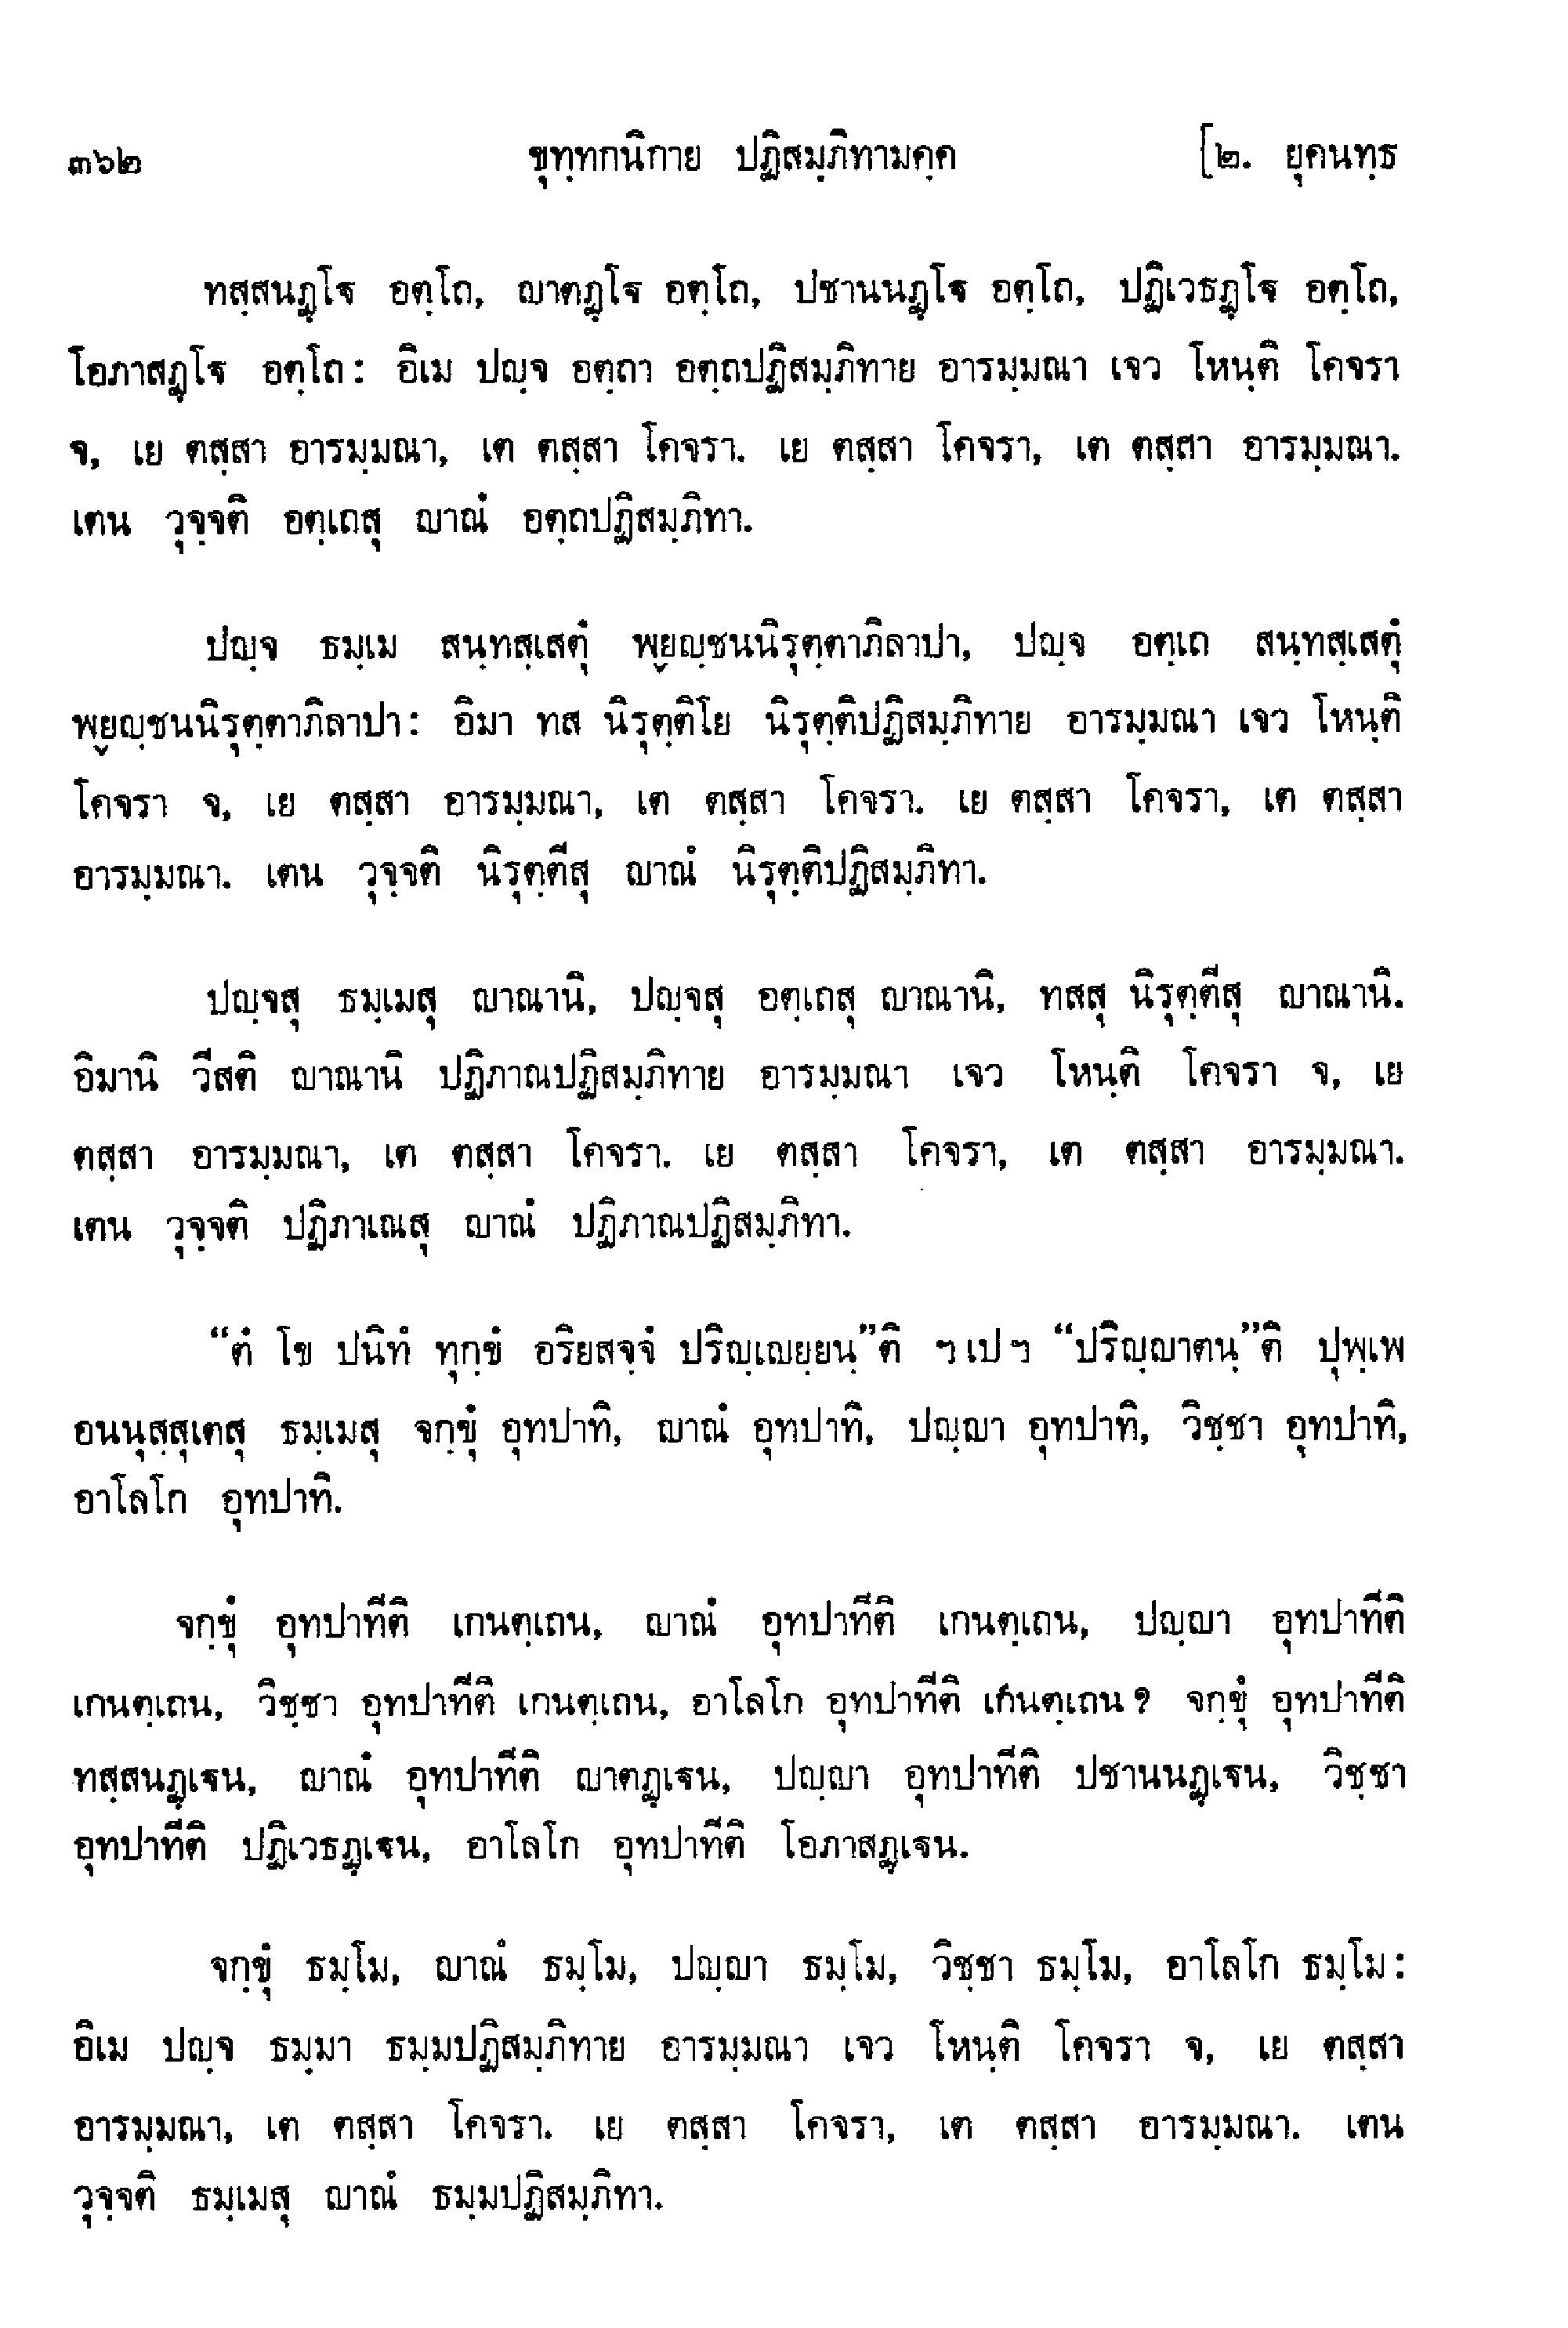 ๓๖๒ ขุทฺทกนิกาย ปฏิสมฺภิทามคฺค [๒. ยุคนทฺธ
ทสฺสนฏฺโฐ อตฺโถ, ญาตฏฺโฐ อตฺโถ, ปชานนฏฺโฐ อตฺโถ, ปฏิเวธฏฺโฐ อตฺโถ,
โอภาสฏฺโฐ อตฺโถ: อิเม ปญฺจ อตฺถา อตฺถปฏิสมฺภิทาย อารมฺมณา เจว โหนฺติ โคจรา
จ, เย ตสฺสา อารมฺมณา, เต ตสฺสา โคจรา. เย ตสฺสา โคจรา, เต ตสฺสา อารมฺมณา.
เตน วุจฺจติ อตฺเถสุ ญาณํ อตฺถปฏิสมฺภิทา.
ปญฺจ ธมฺเม สนฺทสฺเสตุํ พฺยญฺชนนิรุตฺตาภิลาปา, ปญฺจ อตฺเถ สนฺทสฺเสตุํ
พฺยญฺชนนิรุตฺตาภิลาปา: อิมา ทส นิรุตฺติโย นิรุตฺติปฏิสมฺภิทาย อารมฺมณา เจว โหนฺติ
โคจรา จ, เย ตสฺสา อารมฺมณา, เต ตสฺสา โคจรา. เย ตสฺสา โคจรา, เต ตสฺสา
อารมฺมณา. เตน วุจฺจติ นิรุตฺตีสุ ญาณํ นิรุตฺติปฏิสมฺภิทา.
ปญฺจสุ ธมฺเมสุ ญาณานิ, ปญฺจสุ อตฺเถสุ ญาณานิ, ทสสุ นิรุตฺตีสุ ญาณานิ.
อิมานิ วีสติ ญาณานิ ปฏิภาณปฏิสมฺภิทาย อารมฺมณา เจว โหนฺติ โคจรา จ, เย
ตสฺสา อารมฺมณา, เต ตสฺสา โคจรา. เย ตสฺสา โคจรา, เต ตสฺสา อารมฺมณา.
เตน วุจฺจติ ปฏิภาเณสุ ญาณํ ปฏิภาณปฏิสมฺภิทา.
“ตํ โข ปนิทํ ทุกฺขํ อริยสจฺจํ ปริญฺเญยฺยนฺ”ติ ฯ เป ฯ “ปริญฺญาตนฺ”ติ ปุพฺเพ
อนนุสฺสุเตสุ ธมฺเมสุ จกฺขุํ อุทปาทิ, ญาณํ อุทปาทิ, ปญฺญา อุทปาทิ, วิชฺชา อุทปาทิ,
อาโลโก อุทปาทิ.
จกฺขุํ อุทปาทีติ เกนตฺเถน, ญาณํ อุทปาทีติ เกนตฺเถน, ปญฺญา อุทปาทีติ
เกนตฺเถน, วิชฺชา อุทปาทีติ เกนตฺเถน, อาโลโก อุทปาทีติ เกนตฺเถน? จกฺขุํ อุทปาทีติ
ทสฺสนฏฺเฐน, ญาณํ อุทปาทีติ ญาตฏฺเฐน, ปญฺญา อุทปาทีติ ปชานนฏฺเฐน, วิชฺชา
อุทปาทีติ ปฏิเวธฏฺเฐน, อาโลโก อุทปาทีติ โอภาสฏฺเฐน.
จกฺขุํ ธมฺโม, ญาณํ ธมฺโม, ปญฺญา ธมฺโม, วิชฺชา ธมฺโม, อาโลโก ธมฺโม:
อิเม ปญฺจ ธมฺมา ธมฺมปฏิสมฺภิทาย อารมฺมณา เจว โหนฺติ โคจรา จ, เย ตสฺสา
อารมฺมณา, เต ตสฺสา โคจรา. เย ตสฺสา โคจรา, เต ตสฺสา อารมฺมณา. เตน
วุจฺจติ ธมฺเมสุ ญาณํ ธมฺมปฏิสมฺภิทา.